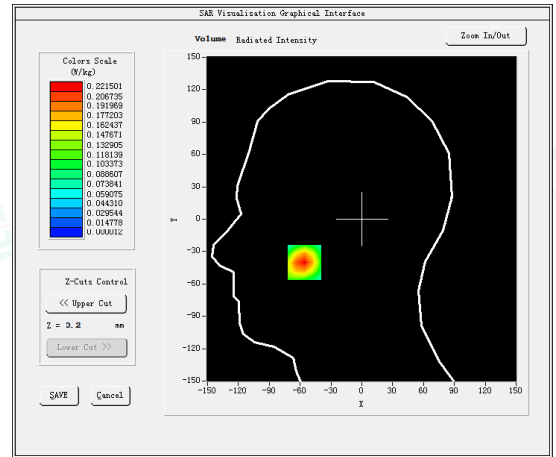 SAR Visualisation Graphical Interface
Volume Radiated Intensity
Zoom In/Out
Colors Scale
(W/kg)
0.221501
0.206735
0.191969
0.177203
0.162437
0.147671
0.132905
0.118139
0.103373
0.088607
0.073841
0.059075
0.044310
0.029544
0.014778
0.000012
Z-Cuts Control
<< Upper Cut
Z = 0.2 mm
Lower Cut >>
SAVE Cancel
150
120
90
60
30
0
-30
-60
-90
-120
-150
Y
-150 -120 -90 -60 -30 0 30 60 90 120 150
X